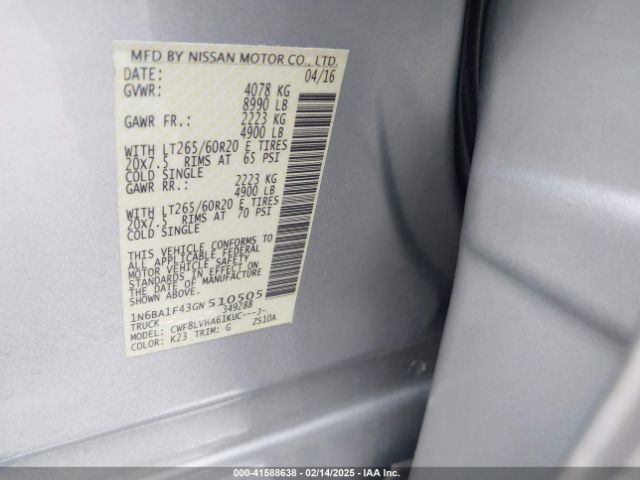 MFD BY NISSAN MOTOR CO., LTD.
DATE: 04/16
GVWR: 4078 KG
8990 LB
GAWR FR.: 2223 KG
4900 LB
WITH LT265/60R20 E TIRES
20X7.5 RIMS AT 65 PSI
COLD SINGLE
GAWR RR.: 2223 KG
4900 LB
WITH LT265/60R20 E TIRES
20X7.5 RIMS AT 70 PSI
COLD SINGLE
THIS VEHICLE CONFORMS TO
ALL APPLICABLE FEDERAL
MOTOR VEHICLE SAFETY
STANDARDS IN EFFECT ON
THE DATE OF MANUFACTURE
SHOWN ABOVE.
1N6BA1F43GN510505
TRUCK 349288
MODEL: CWF8LVHA61KUC---J-
COLOR: K23 TRIM: G ZS10A
000-41588638 - 02/14/2025 - IAA Inc.